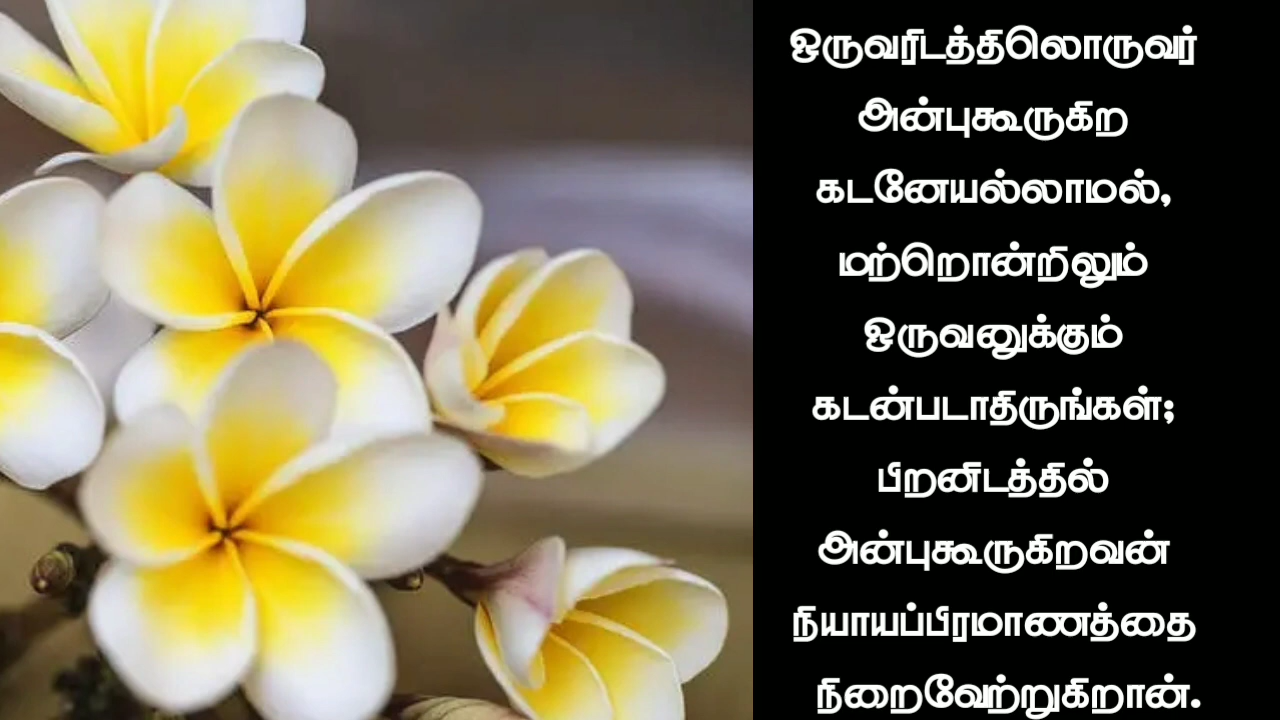 ஒருவரிடத்திலொருவர்
அன்புகூருகிற
கடனேயல்லாமல்,
மற்றொன்றிலும்
ஒருவனுக்கும்
கடன்படாதிருங்கள்;
பிறனிடத்தில்
அன்புகூருகிறவன்
நியாயப்பிரமாணத்தை
நிறைவேற்றுகிறான்.